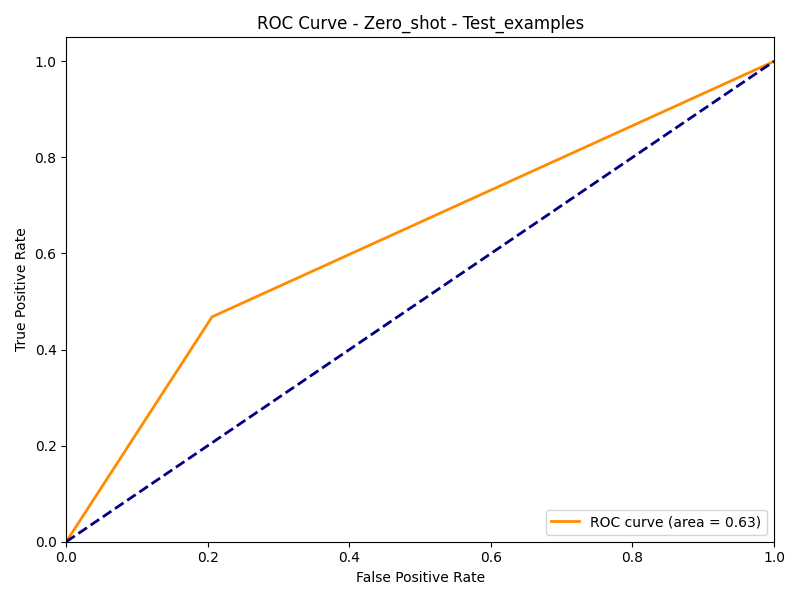 ROC Curve - Zero_shot - Test_examples
True Positive Rate
1.0
0.8
0.6
0.4
0.2
0.0
ROC curve (area = 0.63)
0.0 0.2 0.4 0.6 0.8 1.0
False Positive Rate